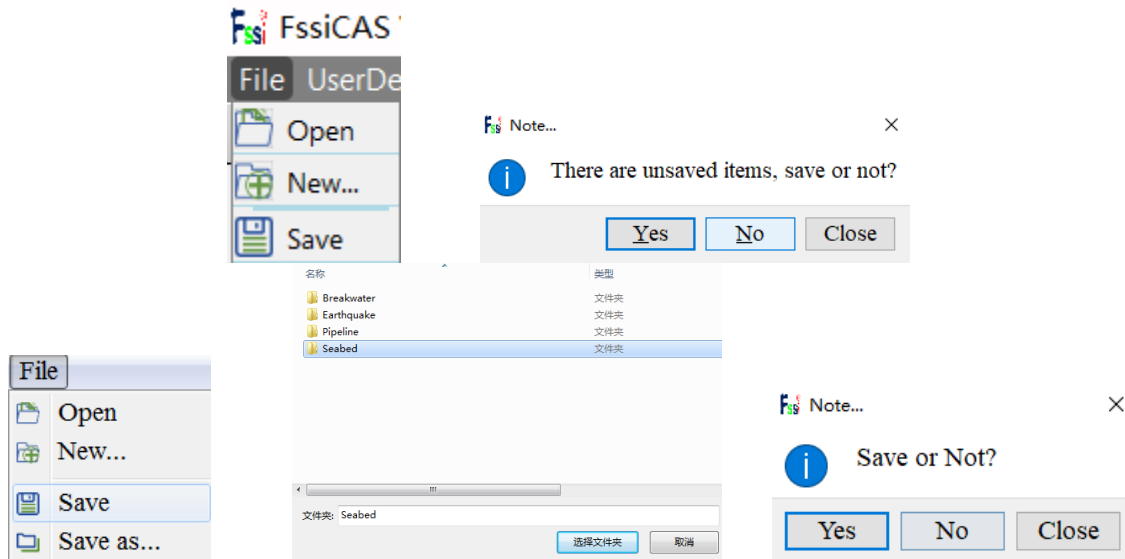 Fssi FssiCAS
File UserDe
Open
New...
Save
Fssi Note...
There are unsaved items, save or not?
Yes No Close
名称 类型
Breakwater 文件夹
Earthquake 文件夹
Pipeline 文件夹
Seabed 文件夹
文件夹: Seabed
选择文件夹 取消
File
Open
New...
Save
Save as...
Fssi Note...
Save or Not?
Yes No Close